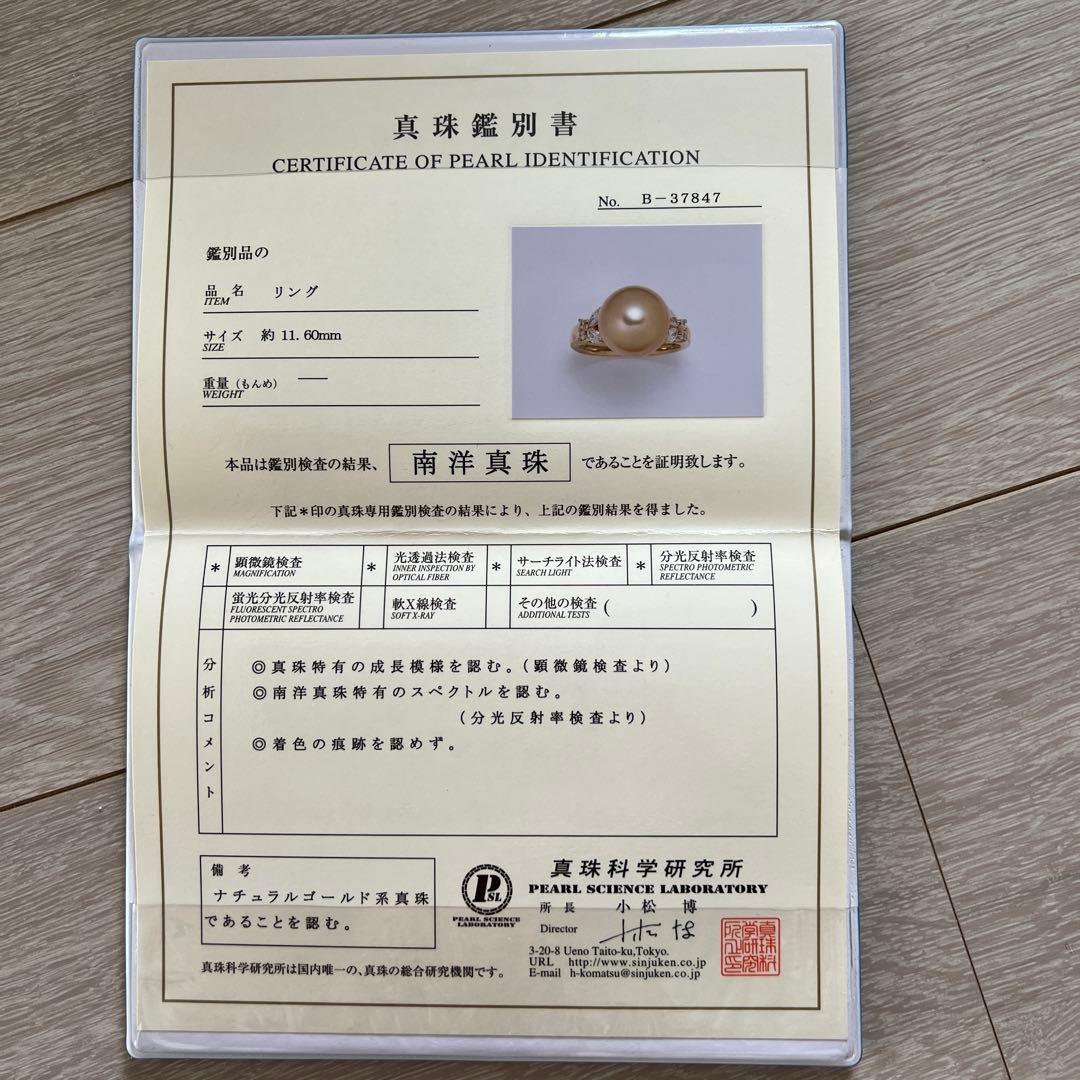 真珠鑑別書
CERTIFICATE OF PEARL IDENTIFICATION
No. B-37847
鑑別品の
品名 リング
ITEM
サイズ 約11.60mm
SIZE
重量(もんめ) ―
WEIGHT
本品は鑑別検査の結果、 南洋真珠 であることを証明致します。
下記*印の真珠専用鑑別検査の結果により、上記の鑑別結果を得ました。
* 顕微鏡検査
MAGNIFICATION
* 光透過法検査
INNER INSPECTION BY
OPTICAL FIBER
* サーチライト法検査
SEARCH LIGHT
* 分光反射率検査
SPECTRO PHOTOMETRIC
REFLECTANCE
蛍光分光反射率検査
FLUORESCENT SPECTRO
PHOTOMETRIC REFLECTANCE
軟X線検査
SOFT X-RAY
その他の検査 ( )
ADDITIONAL TESTS
分析コメント
◎真珠特有の成長模様を認む。(顕微鏡検査より)
◎南洋真珠特有のスペクトルを認む。
(分光反射率検査より)
◎着色の痕跡を認めず。
備考
ナチュラルゴールド系真珠
であることを認む。
PSL
PEARL SCIENCE
LABORATORY
真珠科学研究所
PEARL SCIENCE LABORATORY
所長 小松 博
Director
3-20-8 Ueno Taito-ku,Tokyo.
URL http://www.sinjuken.co.jp
E-mail h-komatsu@sinjuken.co.jp
真珠科学研究所は国内唯一の、真珠の総合研究機関です。